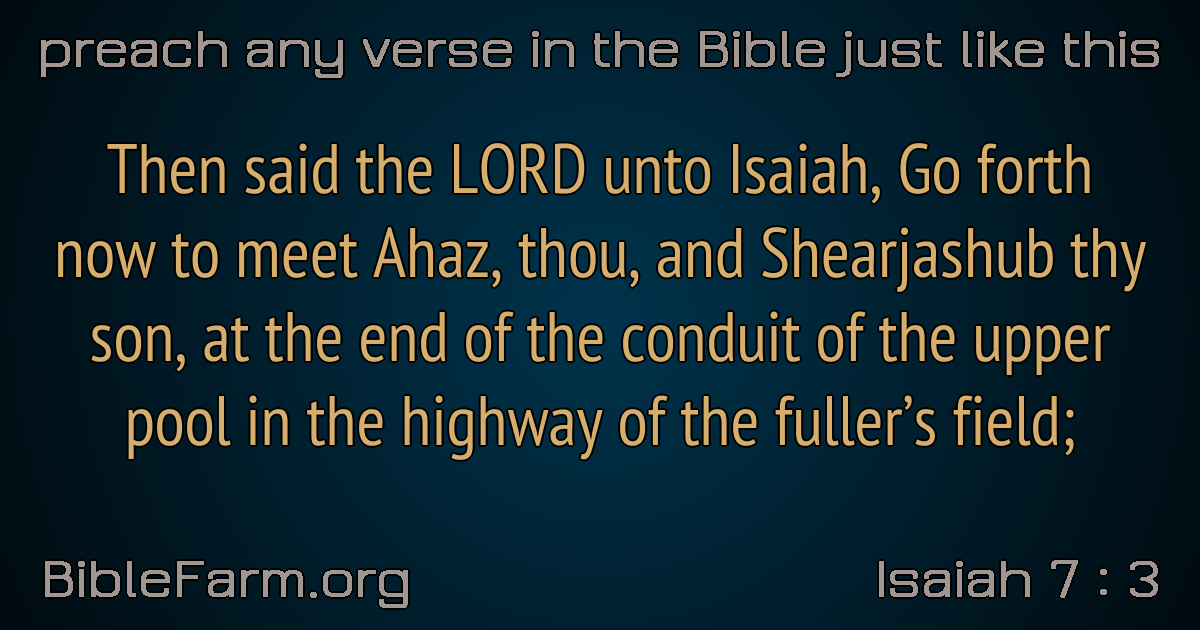 preach any verse in the Bible just like this
Then said the LORD unto Isaiah, Go forth
now to meet Ahaz, thou, and Shearjashub thy
son, at the end of the conduit of the upper
pool in the highway of the fuller’s field;
BibleFarm.org
Isaiah 7 : 3